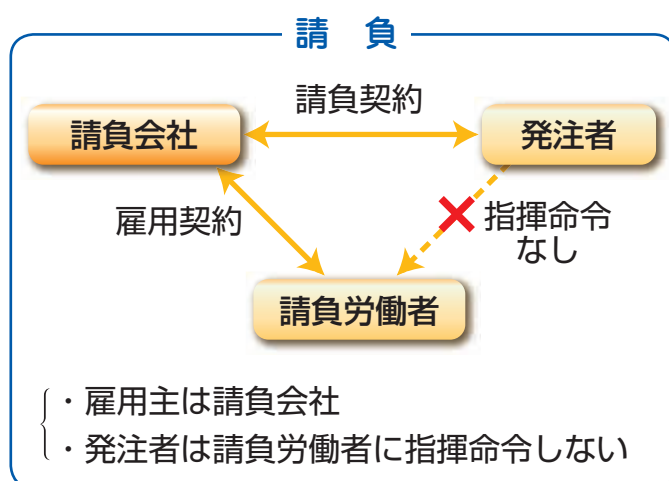 請 負
請負契約
請負会社
発注者
雇用契約
指揮命令
なし
請負労働者
・雇用主は請負会社
・発注者は請負労働者に指揮命令しない